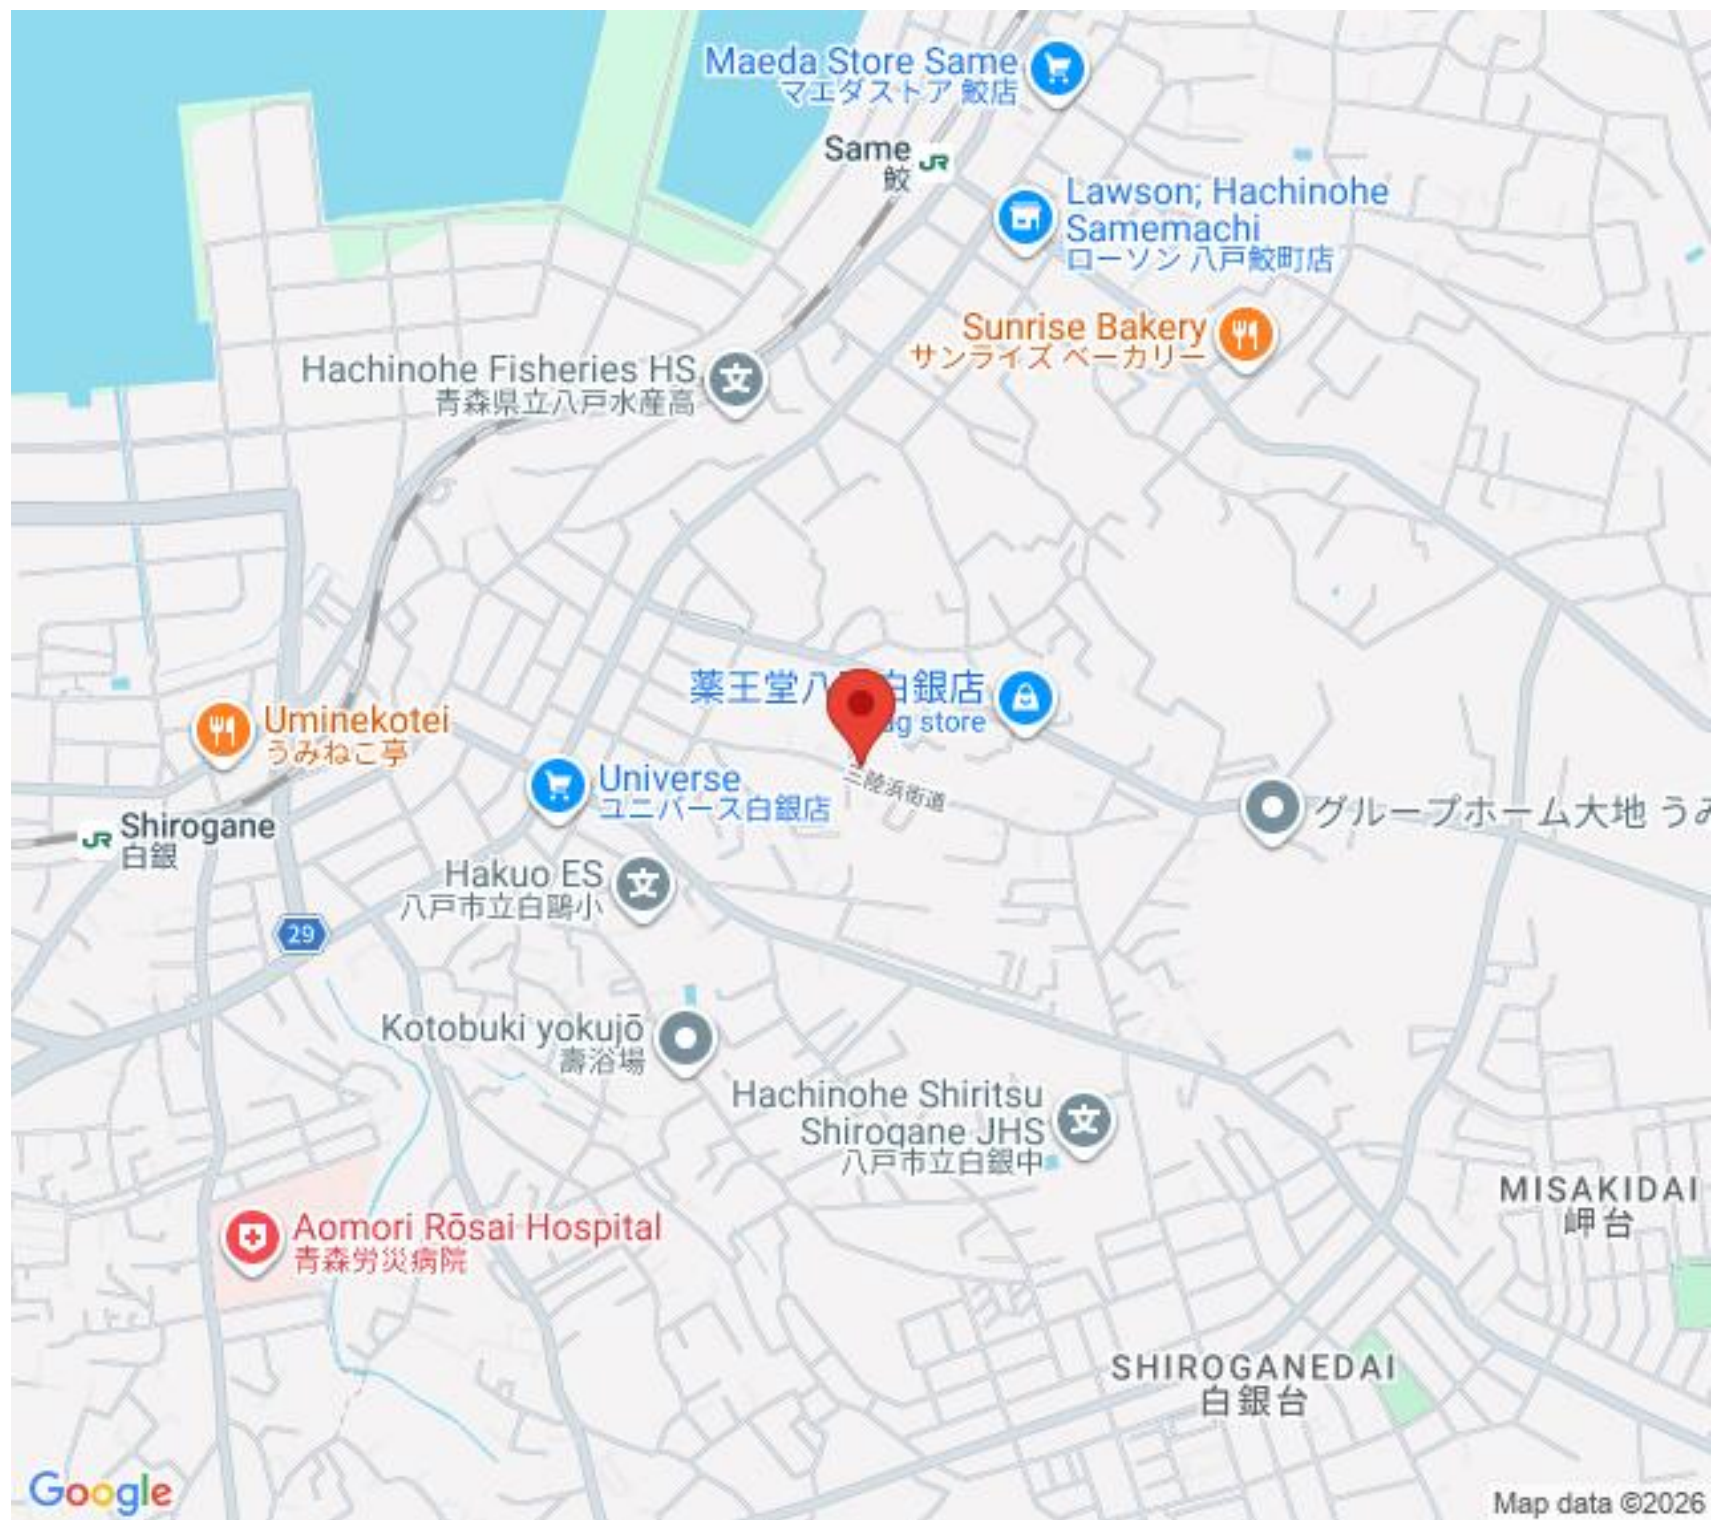 Maeda Store Same
マエダストア 鮫店
Same
鮫
Lawson; Hachinohe
Samemachi
ローソン 八戸鮫町店
Sunrise Bakery
サンライズ ベーカリー
Hachinohe Fisheries HS
青森県立八戸水産高
薬王堂八 白銀店
store
Uminekotei
うみねこ亭
Universe
ユニバース白銀店
三陸浜街道
グループホーム大地 うみ
Shirogane
白銀
Hakuo ES
八戸市立白鷗小
29
Kotobuki yokujō
壽浴場
Hachinohe Shiritsu
Shirogane JHS
八戸市立白銀中
MISAKIDAI
岬台
Aomori Rōsai Hospital
青森労災病院
SHIROGANEDAI
白銀台
Google
Map data ©2026